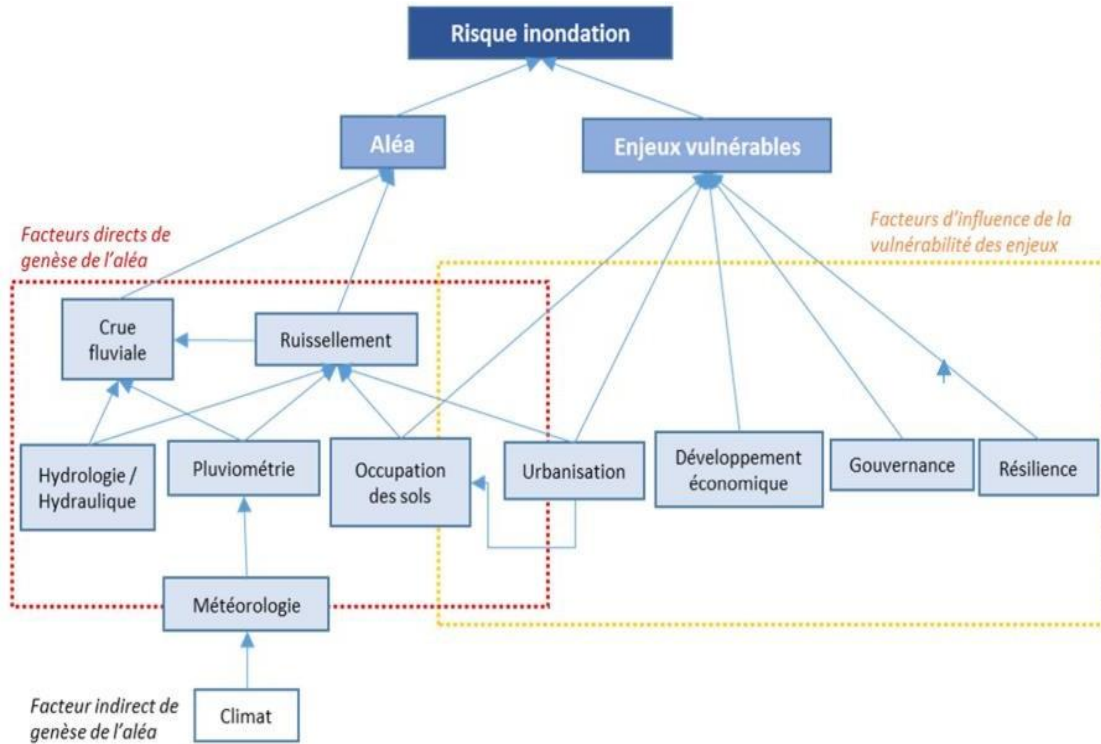 Risque inondation
Aléa
Enjeux vulnérables
Facteurs directs de
genèse de l’aléa
Facteurs d’influence de la
vulnérabilité des enjeux
Crue
fluviale
Ruissellement
Hydrologie /
Hydraulique
Pluviométrie
Occupation
des sols
Urbanisation
Développement
économique
Gouvernance
Résilience
Météorologie
Facteur indirect de
genèse de l’aléa
Climat